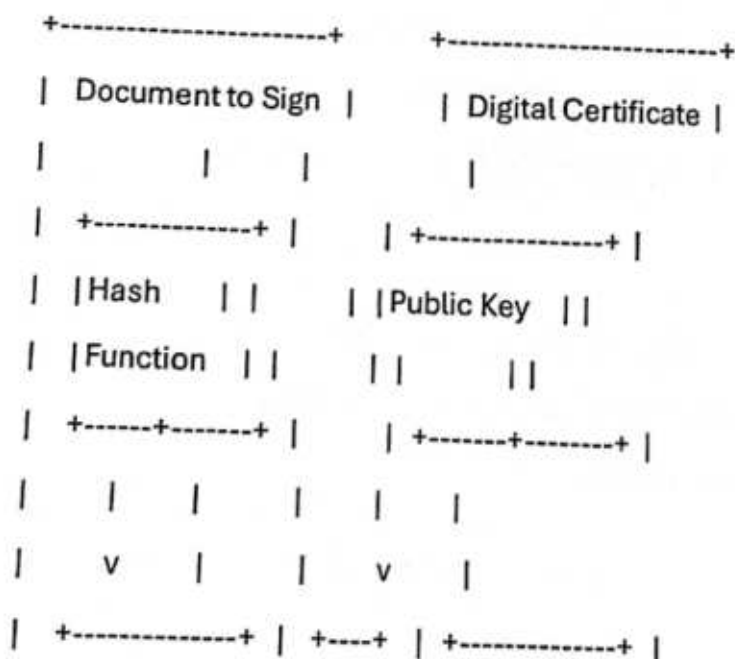 +-----------------------+ +-----------------------+
| Document to Sign | | Digital Certificate |
| | | |
| +---------------+ | | +----------------+ |
| |Hash | | | |Public Key | |
| |Function | | | | | |
| +------+-------+ | | +-------+--------+ |
| | | | | |
| v | | v |
| +---------------+ | +----+ | +---------------+ |